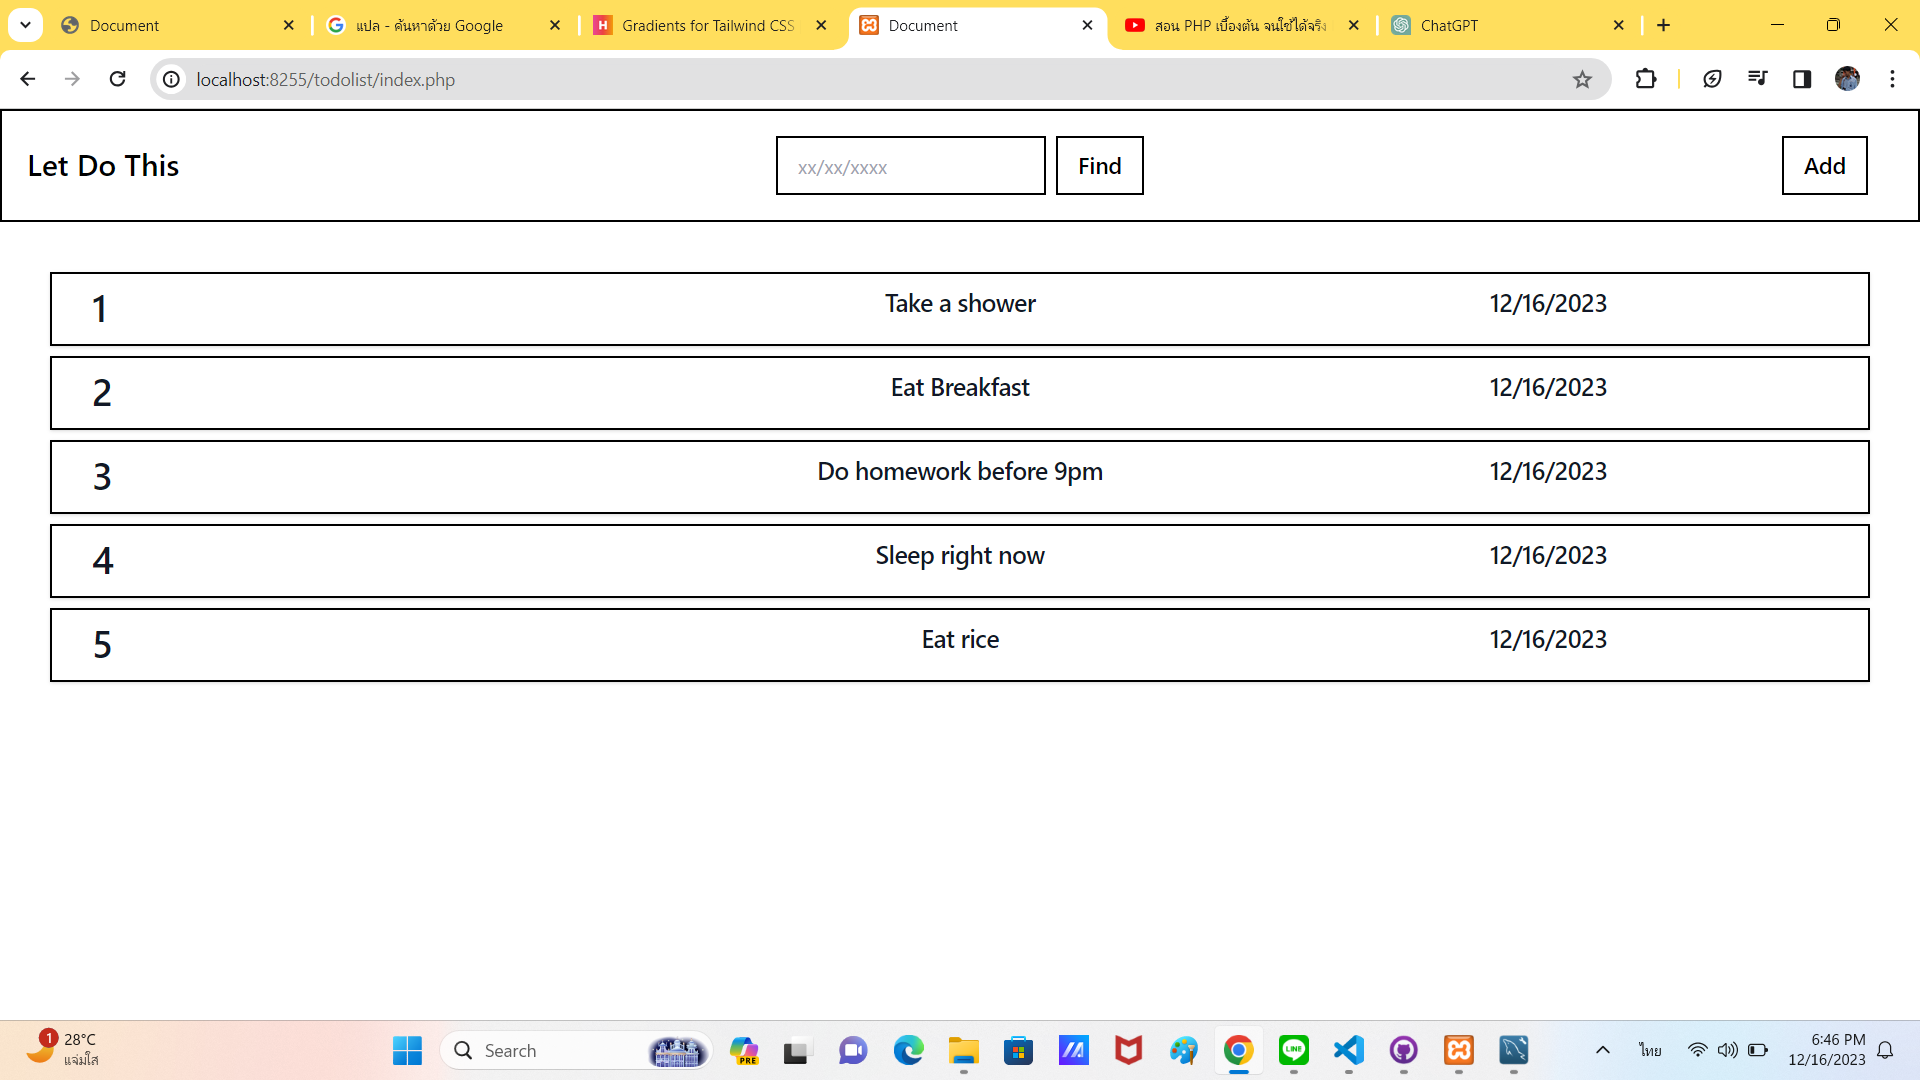 Document
แปล - ค้นหาด้วย Google
Gradients for Tailwind CSS
Document
สอน PHP เบื้องต้น จนใช้ได้จริง
ChatGPT
localhost:8255/todolist/index.php
Let Do This
xx/xx/xxxx
Find
Add
1 Take a shower 12/16/2023
2 Eat Breakfast 12/16/2023
3 Do homework before 9pm 12/16/2023
4 Sleep right now 12/16/2023
5 Eat rice 12/16/2023
1
28°C
แจ่มใส
Search
PRE
LINE
ไทย
6:46 PM
12/16/2023